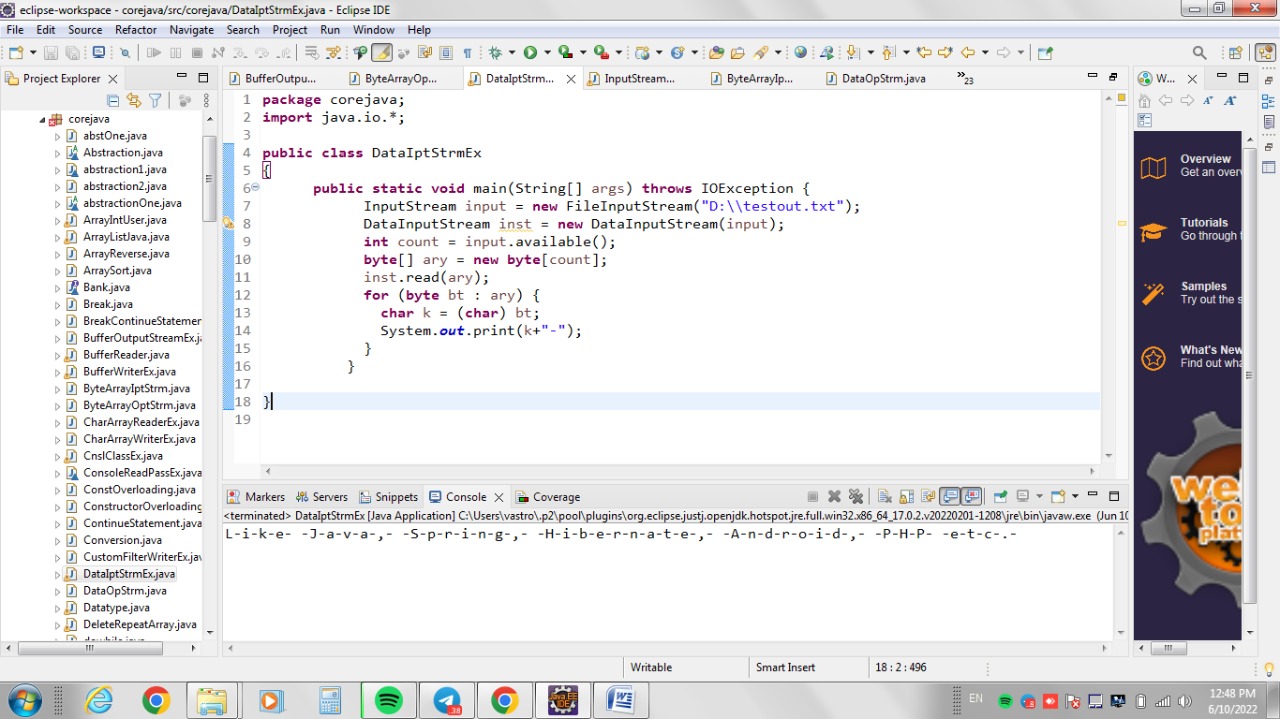 eclipse-workspace - corejava/src/corejava/DataIptStrmEx.java - Eclipse IDE
File Edit Source Refactor Navigate Search Project Run Window Help
Project Explorer
BufferOutpu... ByteArrayOp... DataIptStrm... InputStream... ByteArrayIp... DataOpStrm.java »23
W...
corejava
abstOne.java
Abstraction.java
abstraction1.java
abstraction2.java
abstractionOne.java
ArrayIntUser.java
ArrayListJava.java
ArrayReverse.java
ArraySort.java
Bank.java
Break.java
BreakContinueStatemen
BufferOutputStreamEx.j
BufferReader.java
BufferWriterEx.java
ByteArrayIptStrm.java
ByteArrayOptStrm.java
CharArrayReaderEx.java
CharArrayWriterEx.java
CnslClassEx.java
ConsoleReadPassEx.java
ConstOverloading.java
ConstructorOverloading
ContinueStatement.java
Conversion.java
CustomFilterWriterEx.jav
DataIptStrmEx.java
DataOpStrm.java
Datatype.java
DeleteRepeatArray.java
dowhile.java
1 package corejava;
2 import java.io.*;
3
4 public class DataIptStrmEx
5 {
6 public static void main(String[] args) throws IOException {
7 InputStream input = new FileInputStream("D:\\testout.txt");
8 DataInputStream inst = new DataInputStream(input);
9 int count = input.available();
10 byte[] ary = new byte[count];
11 inst.read(ary);
12 for (byte bt : ary) {
13 char k = (char) bt;
14 System.out.print(k+"-");
15 }
16 }
17
18 }
19
Overview
Get an over
Tutorials
Go through t
Samples
Try out the s
What's New
Find out wha
Markers Servers Snippets Console Coverage
<terminated> DataIptStrmEx [Java Application] C:\Users\vastro\.p2\pool\plugins\org.eclipse.justj.openjdk.hotspot.jre.full.win32.x86_64_17.0.2.v20220201-1208\jre\bin\javaw.exe (Jun 10
L-i-k-e- -J-a-v-a-,- -S-p-r-i-n-g-,- -H-i-b-e-r-n-a-t-e-,- -A-n-d-r-o-i-d-,- -P-H-P- -e-t-c-.-
Writable Smart Insert 18 : 2 : 496
EN
12:48 PM
6/10/2022